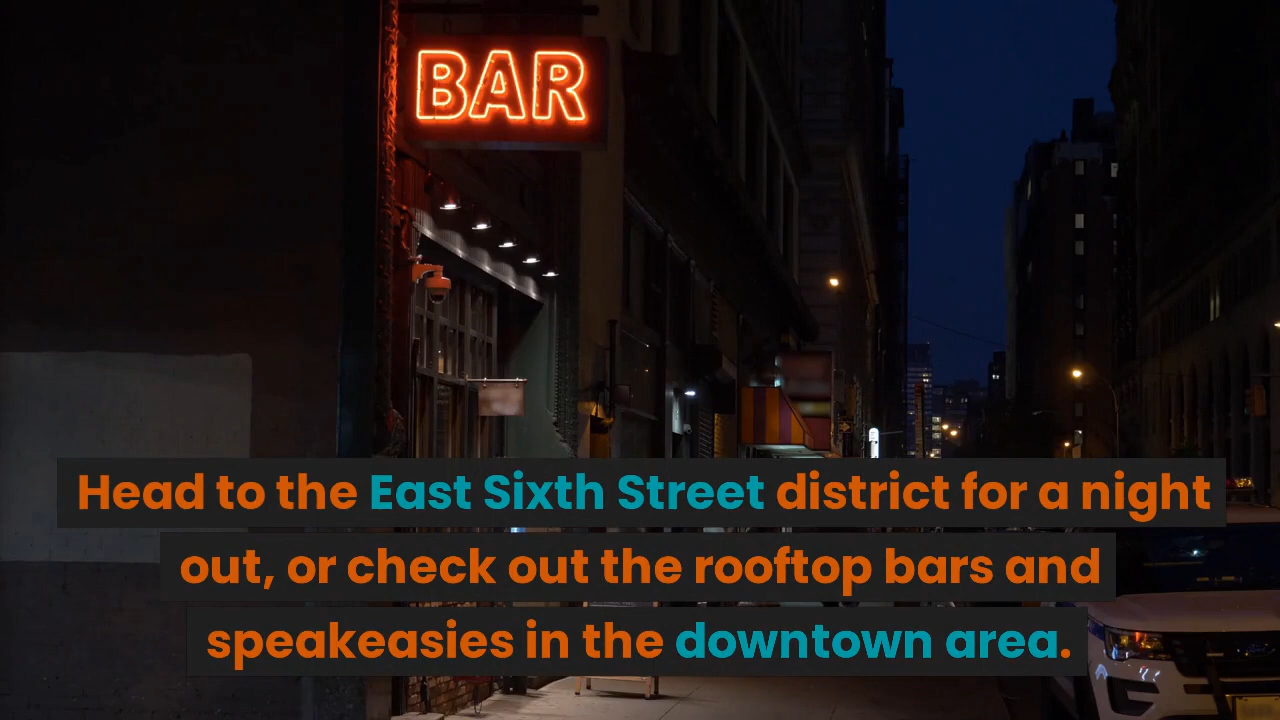 BAR
Head to the East Sixth Street district for a night
out, or check out the rooftop bars and
speakeasies in the downtown area.